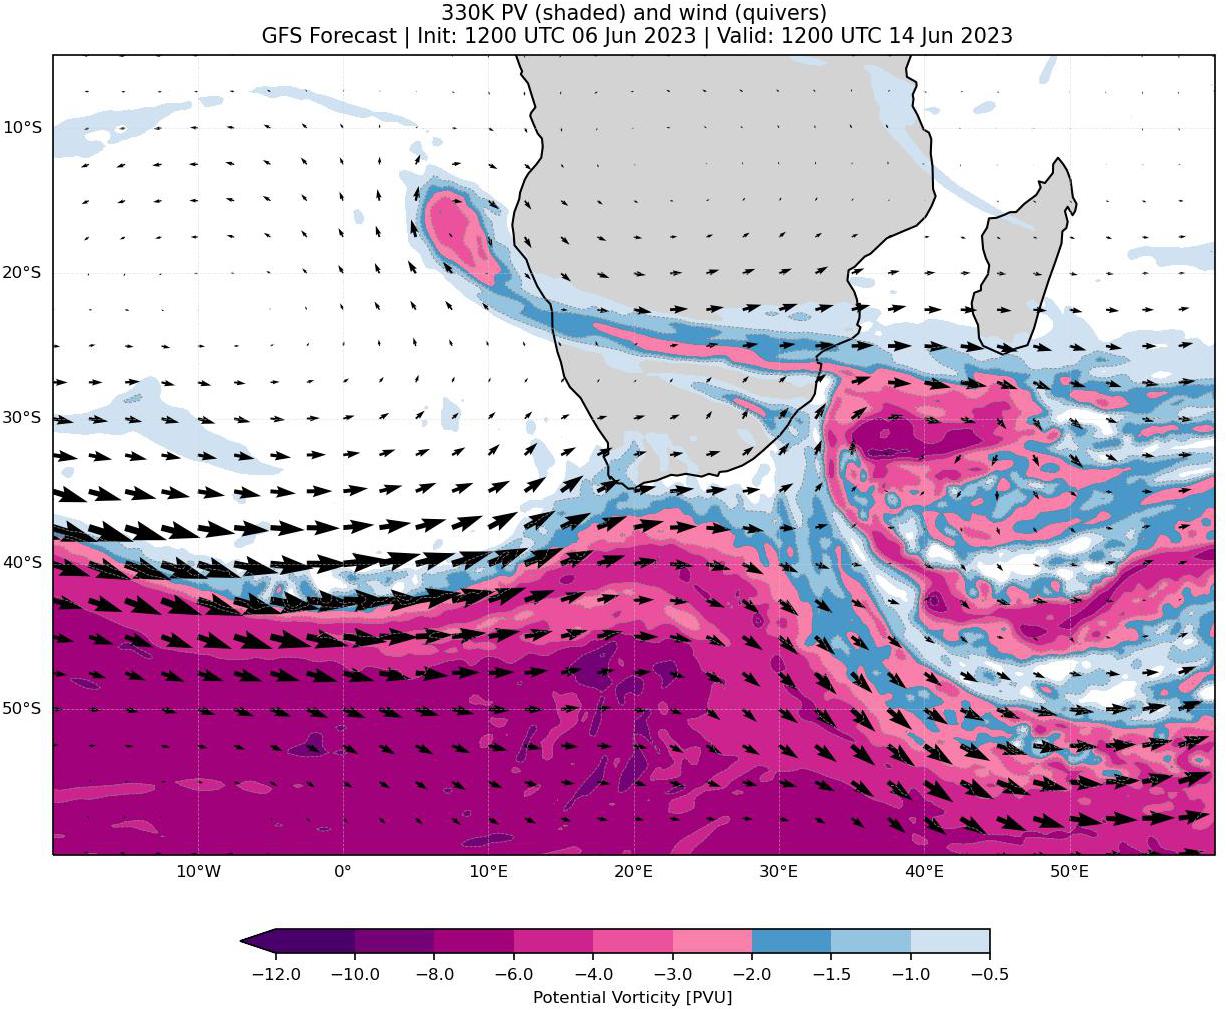 330K PV (shaded) and wind (quivers)
GFS Forecast | Init: 1200 UTC 06 Jun 2023 | Valid: 1200 UTC 14 Jun 2023
10°S
20°S
30°S
40°S
50°S
10°W 0° 10°E 20°E 30°E 40°E 50°E
−12.0 −10.0 −8.0 −6.0 −4.0 −3.0 −2.0 −1.5 −1.0 −0.5
Potential Vorticity [PVU]